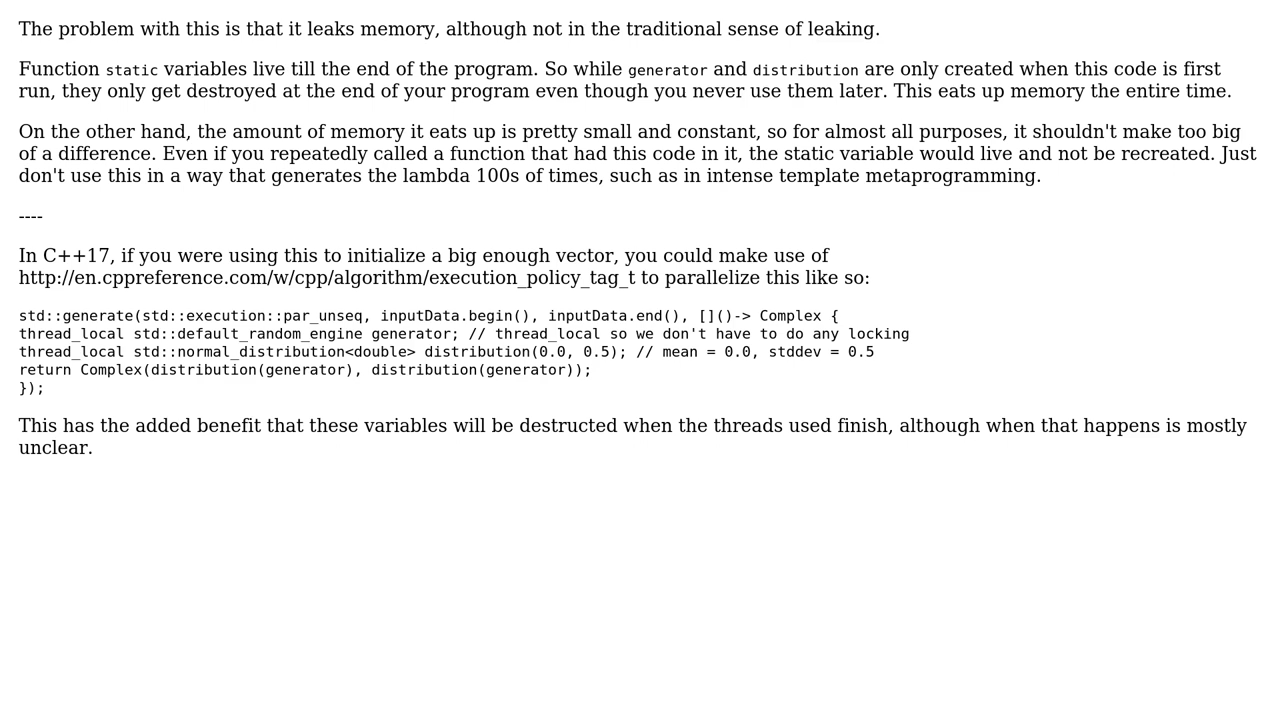 The problem with this is that it leaks memory, although not in the traditional sense of leaking.
Function static variables live till the end of the program. So while generator and distribution are only created when this code is first
run, they only get destroyed at the end of your program even though you never use them later. This eats up memory the entire time.
On the other hand, the amount of memory it eats up is pretty small and constant, so for almost all purposes, it shouldn't make too big
of a difference. Even if you repeatedly called a function that had this code in it, the static variable would live and not be recreated. Just
don't use this in a way that generates the lambda 100s of times, such as in intense template metaprogramming.
----
In C++17, if you were using this to initialize a big enough vector, you could make use of
http://en.cppreference.com/w/cpp/algorithm/execution_policy_tag_t to parallelize this like so:
std::generate(std::execution::par_unseq, inputData.begin(), inputData.end(), []()-> Complex {
thread_local std::default_random_engine generator; // thread_local so we don't have to do any locking
thread_local std::normal_distribution<double> distribution(0.0, 0.5); // mean = 0.0, stddev = 0.5
return Complex(distribution(generator), distribution(generator));
});
This has the added benefit that these variables will be destructed when the threads used finish, although when that happens is mostly
unclear.